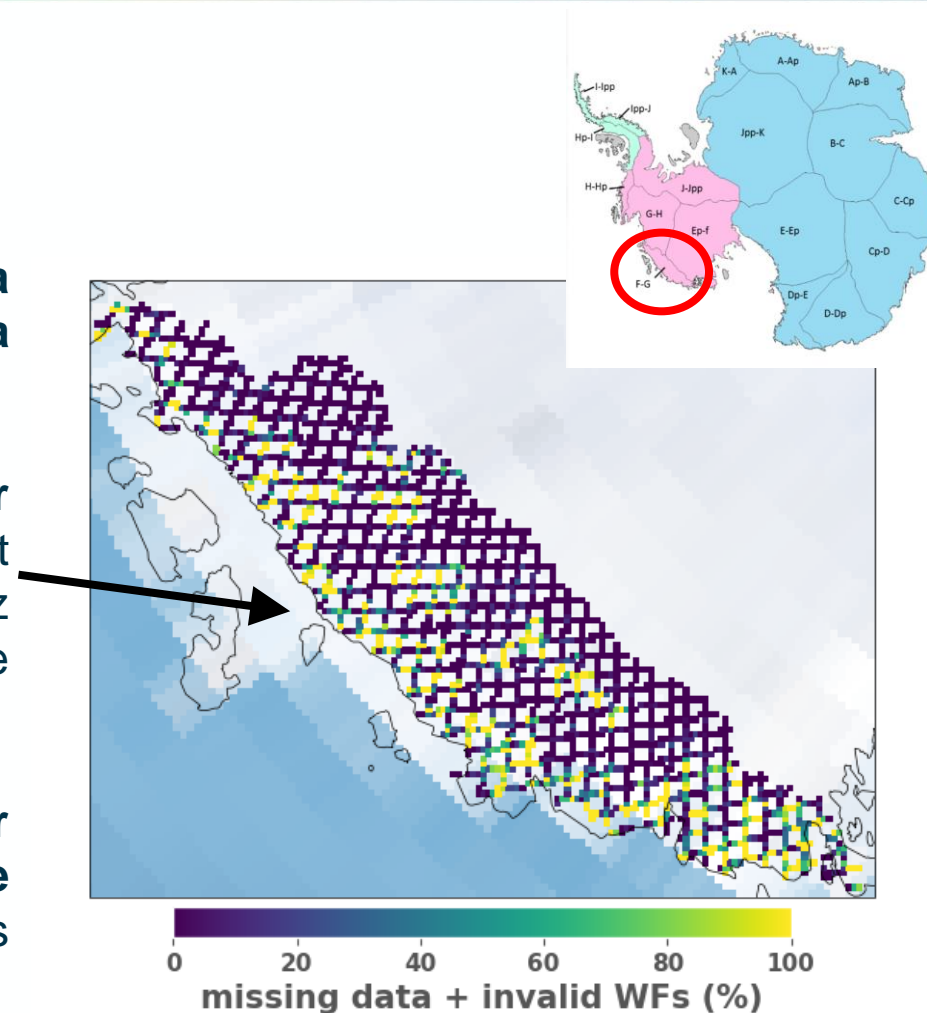 K-A
A-Ap
Ap-B
I-Ipp
Ipp-J
Hp-I
Jpp-K
B-C
H-Hp
J-Jpp
C-Cp
G-H
Ep-f
E-Ep
Cp-D
F-G
Dp-E
D-Dp
a
a
r
t
z
e
r
e
s
0 20 40 60 80 100
missing data + invalid WFs (%)